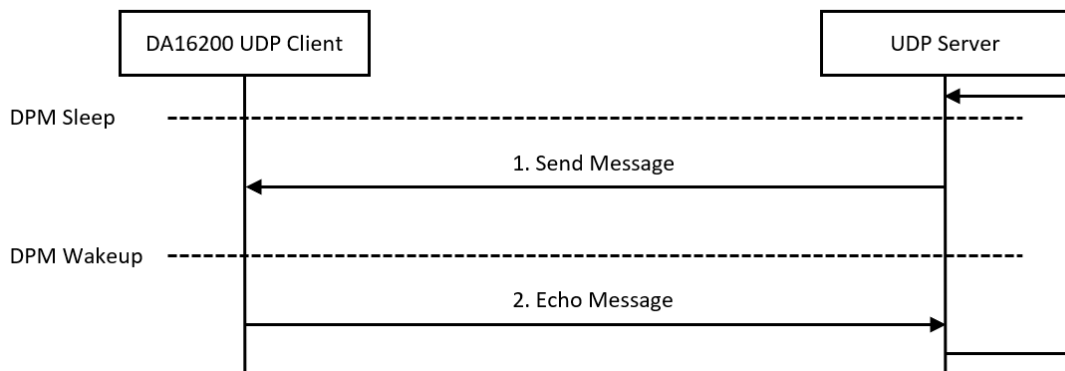 DA16200 UDP Client
UDP Server
DPM Sleep
1. Send Message
DPM Wakeup
2. Echo Message